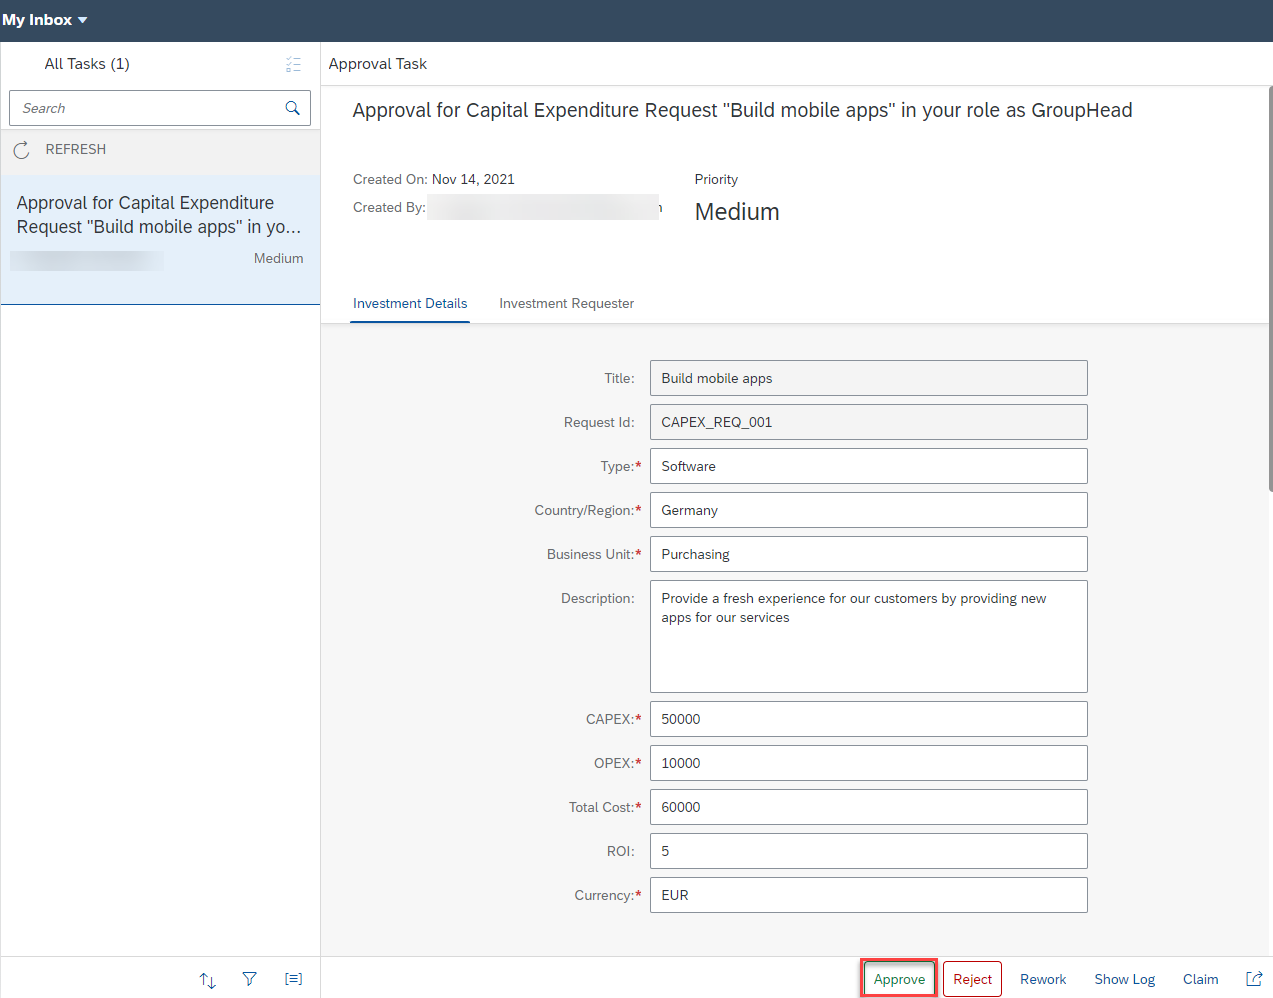 My Inbox
All Tasks (1)
Approval Task
Search
REFRESH
Approval for Capital Expenditure
Request "Build mobile apps" in yo...
Medium
Approval for Capital Expenditure Request "Build mobile apps" in your role as GroupHead
Created On: Nov 14, 2021
Created By:
Priority
Medium
Investment Details
Investment Requester
Title: Build mobile apps
Request Id: CAPEX_REQ_001
Type:* Software
Country/Region:* Germany
Business Unit:* Purchasing
Description: Provide a fresh experience for our customers by providing new
apps for our services
CAPEX:* 50000
OPEX:* 10000
Total Cost:* 60000
ROI: 5
Currency:* EUR
Approve Reject Rework Show Log Claim